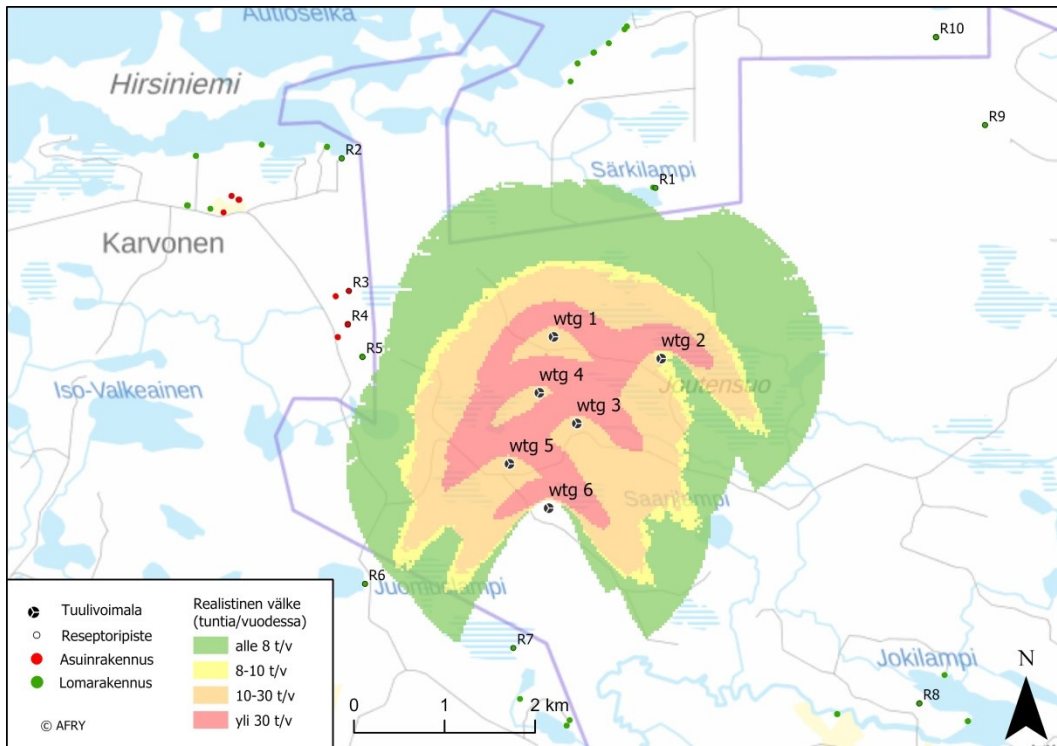 Autioselkä
R10
Hirsiniemi
R9
R2
Särkilampi
R1
Karvonen
R3
R4
wtg 1
R5
wtg 2
Joutensuo
Iso-Valkeainen
wtg 4
wtg 3
wtg 5
wtg 6
Saarilampi
R6
R7
Jokilampi
R8
Tuulivoimala
Reseptoripiste
Asuinrakennus
Lomarakennus
© AFRY
Realistinen välke
(tuntia/vuodessa)
alle 8 t/v
8-10 t/v
10-30 t/v
yli 30 t/v
0 1 2 km
N